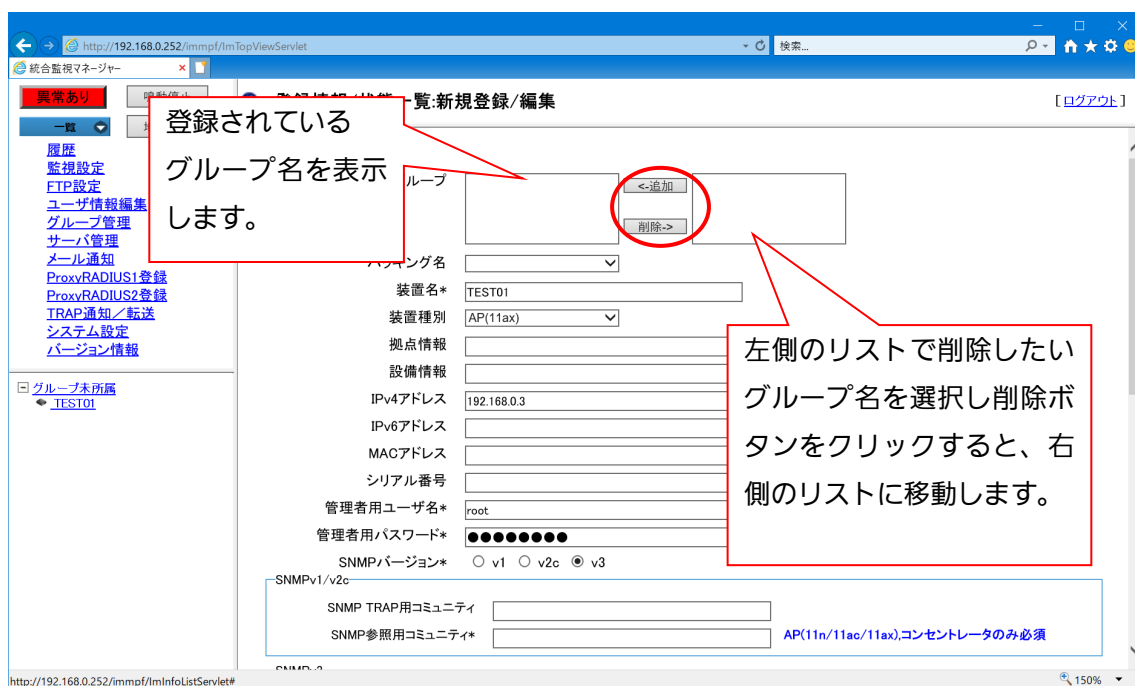 http://192.168.0.252/immpf/ImTopViewServlet
検索...
統合監視マネージャー
異常あり
一覧
新規登録/編集
[ログアウト]
履歴
監視設定
FTP設定
ユーザ情報編集
グループ管理
サーバ管理
メール通知
ProxyRADIUS1登録
ProxyRADIUS2登録
TRAP通知／転送
システム設定
バージョン情報
グループ未所属
TEST01
登録されている
グループ名を表示
します。
ループ
<-追加
削除->
装置名* TEST01
装置種別 AP(11ax)
拠点情報
設備情報
IPv4アドレス 192.168.0.3
IPv6アドレス
MACアドレス
シリアル番号
管理者用ユーザ名* root
管理者用パスワード* ●●●●●●●●
SNMPバージョン* v1 v2c v3
左側のリストで削除したい
グループ名を選択し削除ボ
タンをクリックすると、右
側のリストに移動します。
SNMPv1/v2c
SNMP TRAP用コミュニティ
SNMP参照用コミュニティ* AP(11n/11ac/11ax),コンセントレータのみ必須
http://192.168.0.252/immpf/ImInfoListServlet#
150%